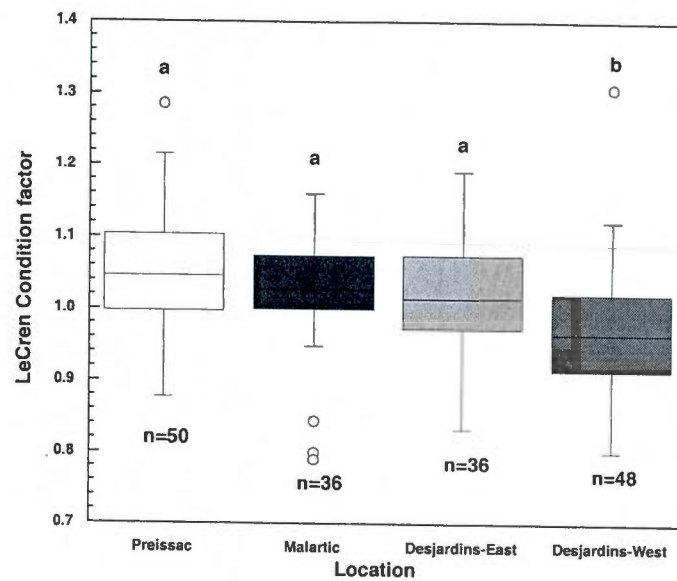 LeCren Condition factor
1.4
1.3
1.2
1.1
1.0
0.9
0.8
0.7
a
a
a
b
n=50
n=36
n=36
n=48
Preissac
Malartic
Desjardins-East
Desjardins-West
Location